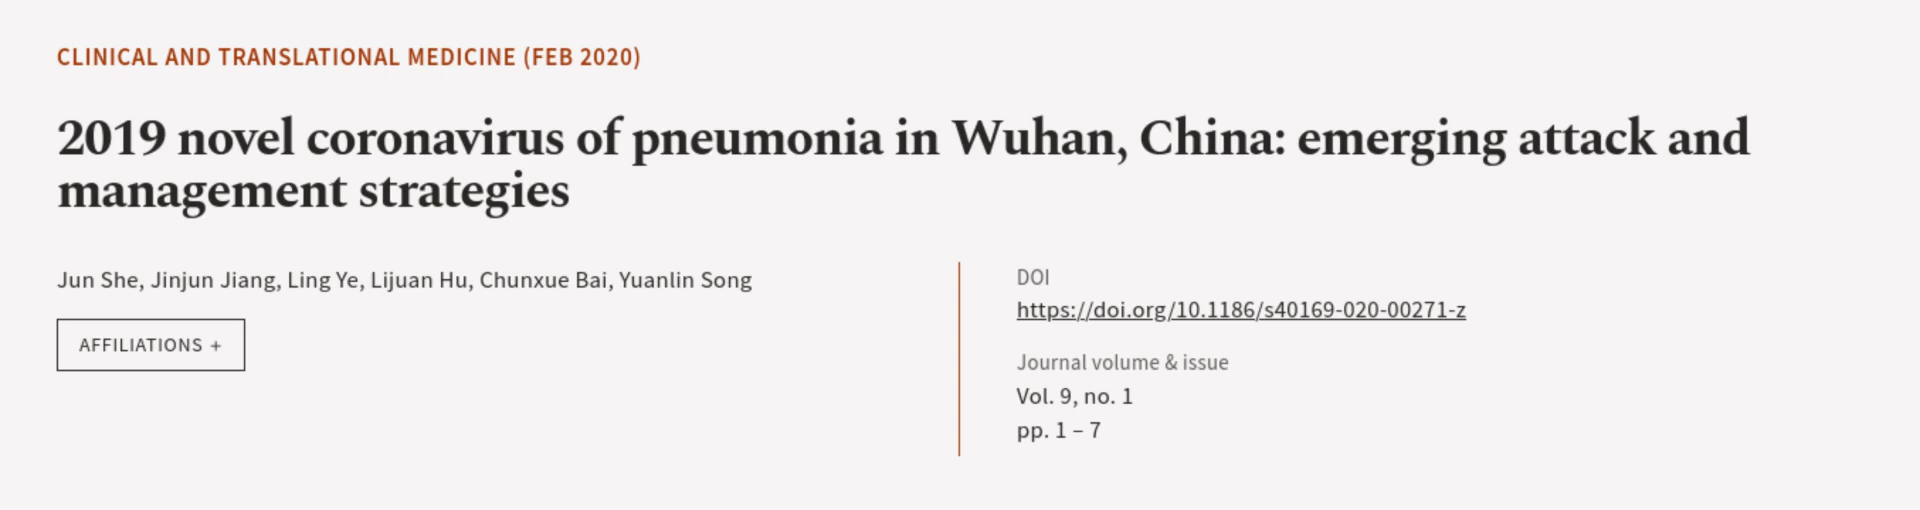 CLINICAL AND TRANSLATIONAL MEDICINE (FEB 2020)
2019 novel coronavirus of pneumonia in Wuhan, China: emerging attack and
management strategies
Jun She, Jinjun Jiang, Ling Ye, Lijuan Hu, Chunxue Bai, Yuanlin Song
AFFILIATIONS +
DOI
https://doi.org/10.1186/s40169-020-00271-z
Journal volume & issue
Vol. 9, no. 1
pp. 1 – 7